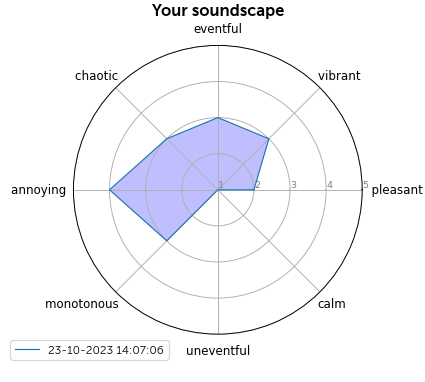 Your soundscape
eventful
chaotic
vibrant
annoying
1
2
3
4
5
pleasant
monotonous
calm
uneventful
23-10-2023 14:07:06